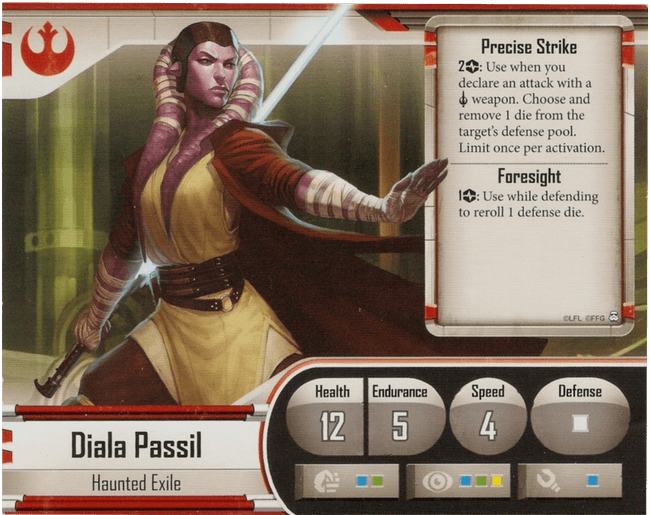 Precise Strike
2: Use when you
declare an attack with a
weapon. Choose and
remove 1 die from the
target's defense pool.
Limit once per activation.
Foresight
1: Use while defending
to reroll 1 defense die.
©LFL ©FFG
Health
12
Endurance
5
Speed
4
Defense
Diala Passil
Haunted Exile